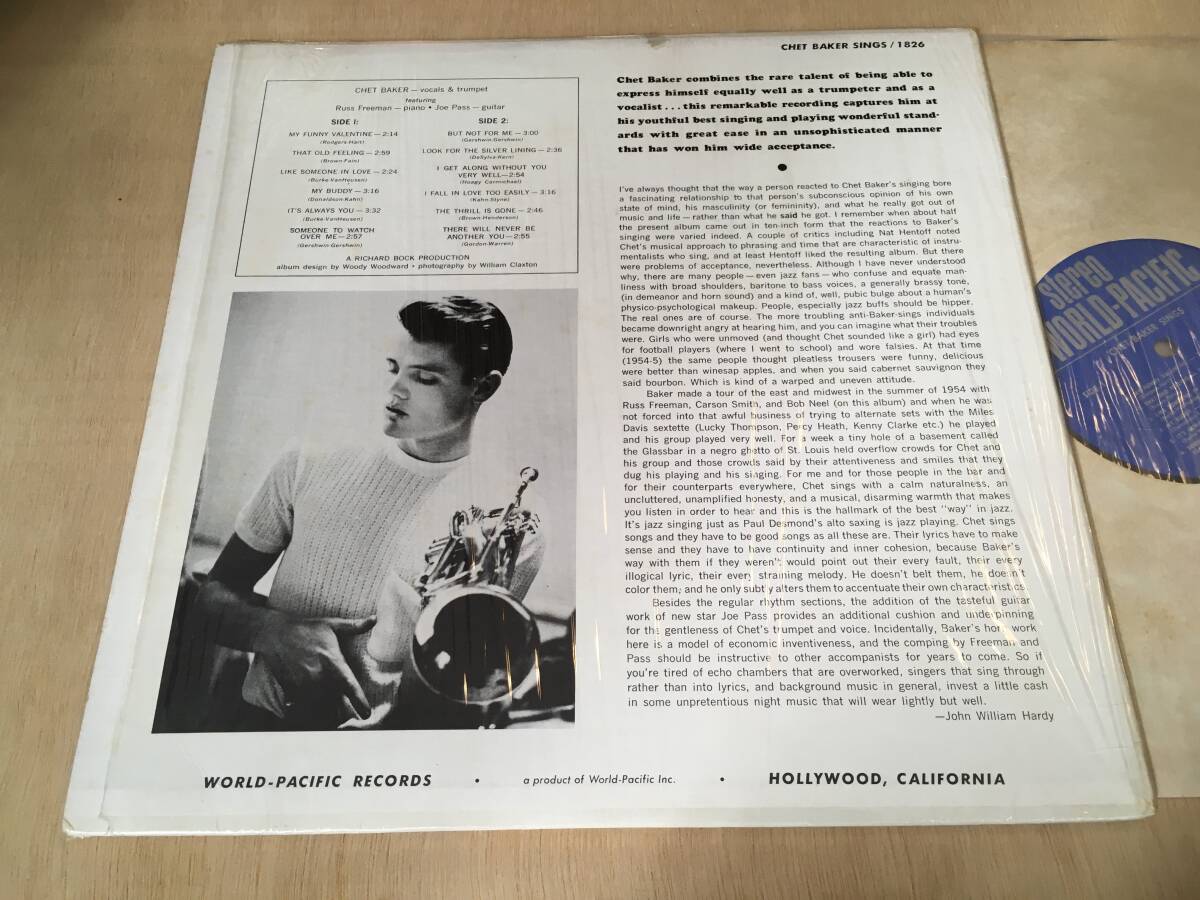 CHET BAKER SINGS / 1826
CHET BAKER — vocals & trumpet
featuring
Russ Freeman — piano • Joe Pass — guitar
SIDE 1:
MY FUNNY VALENTINE — 2:14
(Rodgers-Hart)
THAT OLD FEELING — 2:59
(Brown-Fain)
LIKE SOMEONE IN LOVE — 2:24
(Burke-VanHeusen)
MY BUDDY — 3:16
(Donaldson-Kahn)
IT'S ALWAYS YOU — 3:32
(Burke-VanHeusen)
SOMEONE TO WATCH
OVER ME — 2:57
(Gershwin-Gershwin)
SIDE 2:
BUT NOT FOR ME — 3:00
(Gershwin-Gershwin)
LOOK FOR THE SILVER LINING — 2:36
(DeSylva-Kern)
I GET ALONG WITHOUT YOU
VERY WELL — 2:54
(Hoagy Carmichael)
I FALL IN LOVE TOO EASILY — 3:16
(Kahn-Styne)
THE THRILL IS GONE — 2:46
(Brown-Henderson)
THERE WILL NEVER BE
ANOTHER YOU — 2:55
(Gordon-Warren)
A RICHARD BOCK PRODUCTION
album design by Woody Woodward • photography by William Claxton
Chet Baker combines the rare talent of being able to
express himself equally well as a trumpeter and as a
vocalist . . . this remarkable recording captures him at
his youthful best singing and playing wonderful stand-
ards with great ease in an unsophisticated manner
that has won him wide acceptance.
I've always thought that the way a person reacted to Chet Baker's singing bore
a fascinating relationship to that person's subconscious opinion of his own
state of mind, his masculinity (or femininity), and what he really got out of
music and life — rather than what he said he got. I remember when about half
the present album came out in ten-inch form that the reactions to Baker's
singing were varied indeed. A couple of critics including Nat Hentoff noted
Chet's musical approach to phrasing and time that are characteristic of instru-
mentalists who sing, and at least Hentoff liked the resulting album. But there
were problems of acceptance, nevertheless. Although I have never understood
why, there are many people — even jazz fans — who confuse and equate man-
liness with broad shoulders, baritone to bass voices, a generally brassy tone,
(in demeanor and horn sound) and a kind of, well, pubic bulge about a human's
physico-psychological makeup. People, especially jazz buffs should be hipper.
The real ones are of course. The more troubling anti-Baker-sings individuals
became downright angry at hearing him, and you can imagine what their troubles
were. Girls who were unmoved (and thought Chet sounded like a girl) had eyes
for football players (where I went to school) and wore falsies. At that time
(1954-5) the same people thought pleatless trousers were funny, delicious
were better than winesap apples, and when you said cabernet sauvignon they
said bourbon. Which is kind of a warped and uneven attitude.
Baker made a tour of the east and midwest in the summer of 1954 with
Russ Freeman, Carson Smith, and Bob Neel (on this album) and when he was
not forced into that awful business of trying to alternate sets with the Miles
Davis sextette (Lucky Thompson, Percy Heath, Kenny Clarke etc.) he played
and his group played very well. For a week a tiny hole of a basement called
the Glassbar in a negro ghetto of St. Louis held overflow crowds for Chet and
his group and those crowds said by their attentiveness and smiles that they
dug his playing and his singing. For me and for those people in the bar and
for their counterparts everywhere, Chet sings with a calm naturalness, an
uncluttered, unamplified honesty, and a musical, disarming warmth that makes
you listen in order to hear and this is the hallmark of the best "way" in jazz.
It's jazz singing just as Paul Desmond's alto saxing is jazz playing. Chet sings
songs and they have to be good songs as all these are. Their lyrics have to make
sense and they have to have continuity and inner cohesion, because Baker's
way with them if they weren't would point out their every fault, their every
illogical lyric, their every straining melody. He doesn't belt them, he doesn't
color them; and he only subtly alters them to accentuate their own characteristics.
Besides the regular rhythm sections, the addition of the tasteful guitar
work of new star Joe Pass provides an additional cushion and underpinning
for the gentleness of Chet's trumpet and voice. Incidentally, Baker's horn work
here is a model of economic inventiveness, and the comping by Freeman and
Pass should be instructive to other accompanists for years to come. So if
you're tired of echo chambers that are overworked, singers that sing through
rather than into lyrics, and background music in general, invest a little cash
in some unpretentious night music that will wear lightly but well.
—John William Hardy
WORLD-PACIFIC RECORDS • a product of World-Pacific Inc. • HOLLYWOOD, CALIFORNIA
stereo
WORLD PACIFIC
CHET BAKER SINGS